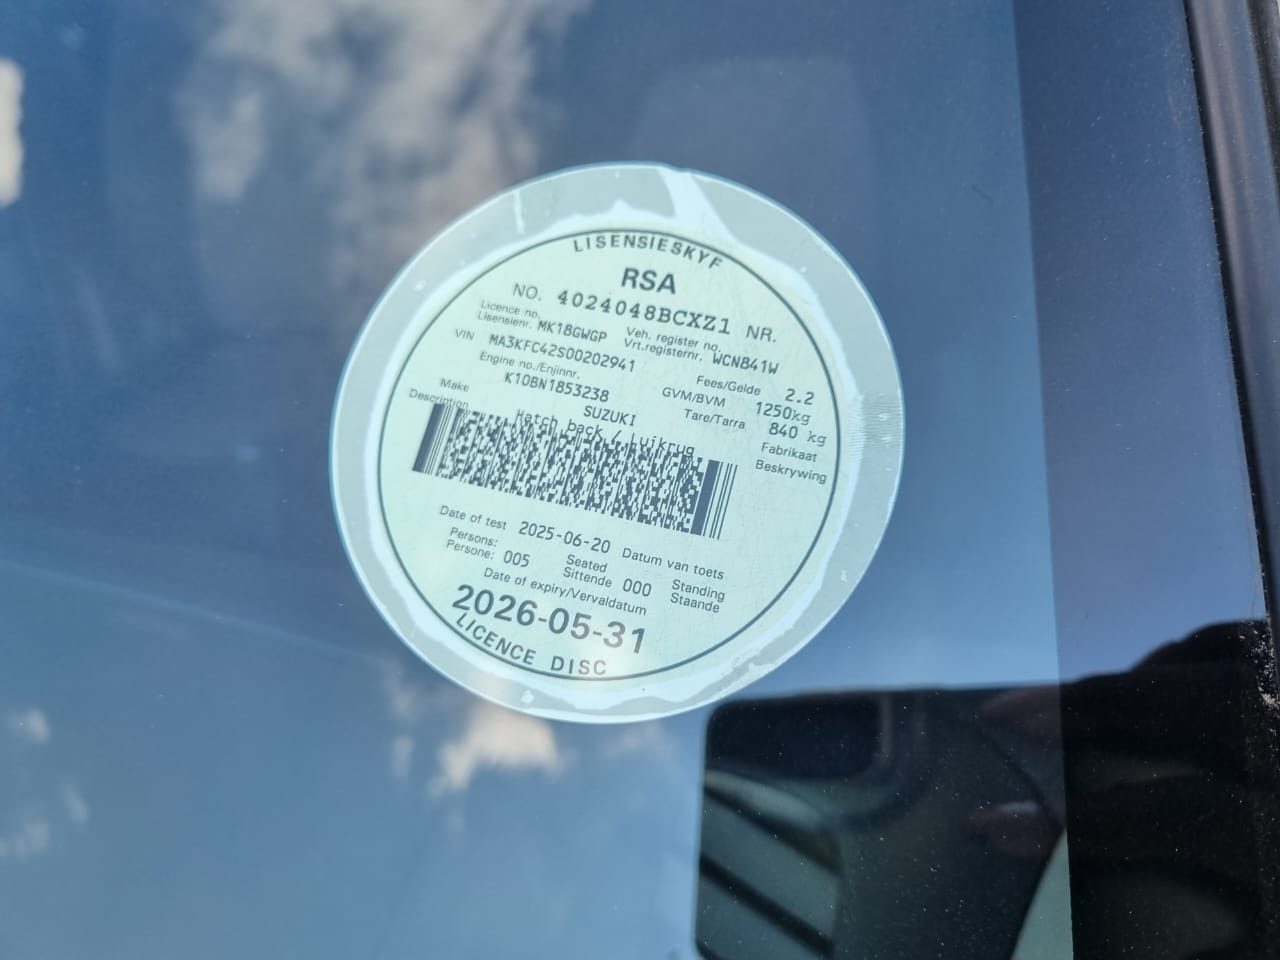 LISENSIESKYF
RSA
NO. 4024048BCXZ1 NR.
Licence no. Lisensienr. MK18GWGP Veh. register no. Vrt.registernr. WCN841W
VIN MA3KFC42S00202941 Fees/Gelde 2.2
Engine no./Enjinnr. K10BN1853238 GVM/BVM 1250kg
Tare/Tarra 840 kg
Make SUZUKI Fabrikaat
Description Hatch back / Luikrug Beskrywing
Date of test 2025-06-20 Datum van toets
Persons: Persone: 005 Seated Sittende 000 Standing Staande
Date of expiry/Vervaldatum
2026-05-31
LICENCE DISC